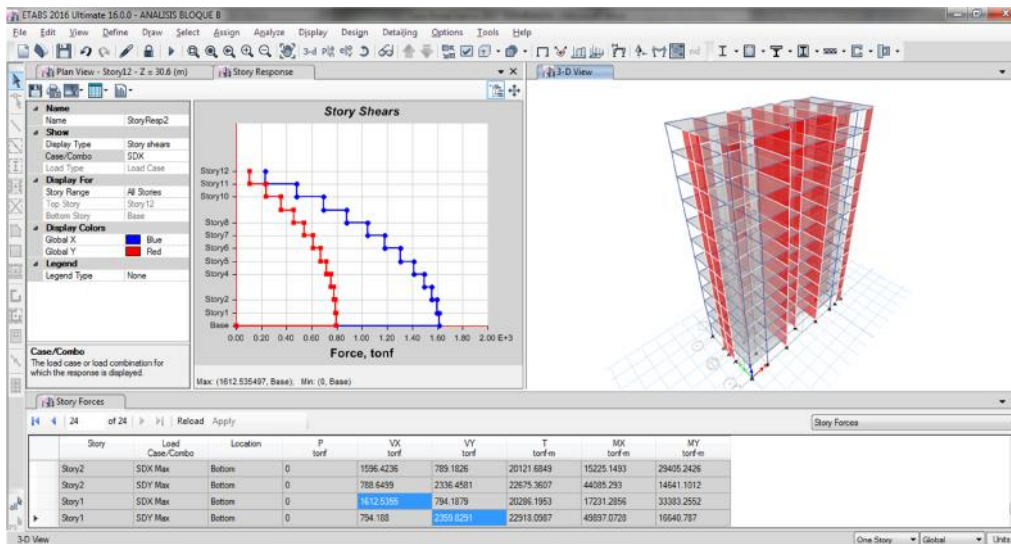 ETABS 2016 Ultimate 16.0.0 - ANALISIS BLOQUE B
File Edit View Define Draw Select Assign Analyze Display Design Detailing Options Tools Help
Plan View - Story12 - Z = 30.6 (m)
Story Response
3-D View
Name
Name StoryResp2
Show
Display Type Story shears
Case/Combo SDX
Load Type Load Case
Display For
Story Range All Stories
Top Story Story12
Bottom Story Base
Display Colors
Global X Blue
Global Y Red
Legend
Legend Type None
Case/Combo
The load case or load combination for
which the response is displayed.
Story Shears
Story12
Story11
Story10
Story8
Story7
Story6
Story5
Story4
Story2
Story1
Base
0.00 0.20 0.40 0.60 0.80 1.00 1.20 1.40 1.60 1.80 2.00 E+3
Force, tonf
Max: (1612.535497, Base); Min: (0, Base)
Story Forces
24 of 24 Reload Apply
Story Forces
Story Load Case/Combo Location P tonf VX tonf VY tonf T tonf-m MX tonf-m MY tonf-m
Story2 SDX Max Bottom 0 1596.4236 789.1826 20121.6849 15225.1493 29405.2426
Story2 SDY Max Bottom 0 788.6499 2336.4581 22675.3607 44085.293 14641.1012
Story1 SDX Max Bottom 0 1612.5355 794.1879 20286.1953 17231.2856 33383.2552
Story1 SDY Max Bottom 0 794.188 2359.8291 22918.0987 49897.0728 16640.787
3-D View
One Story Global Units